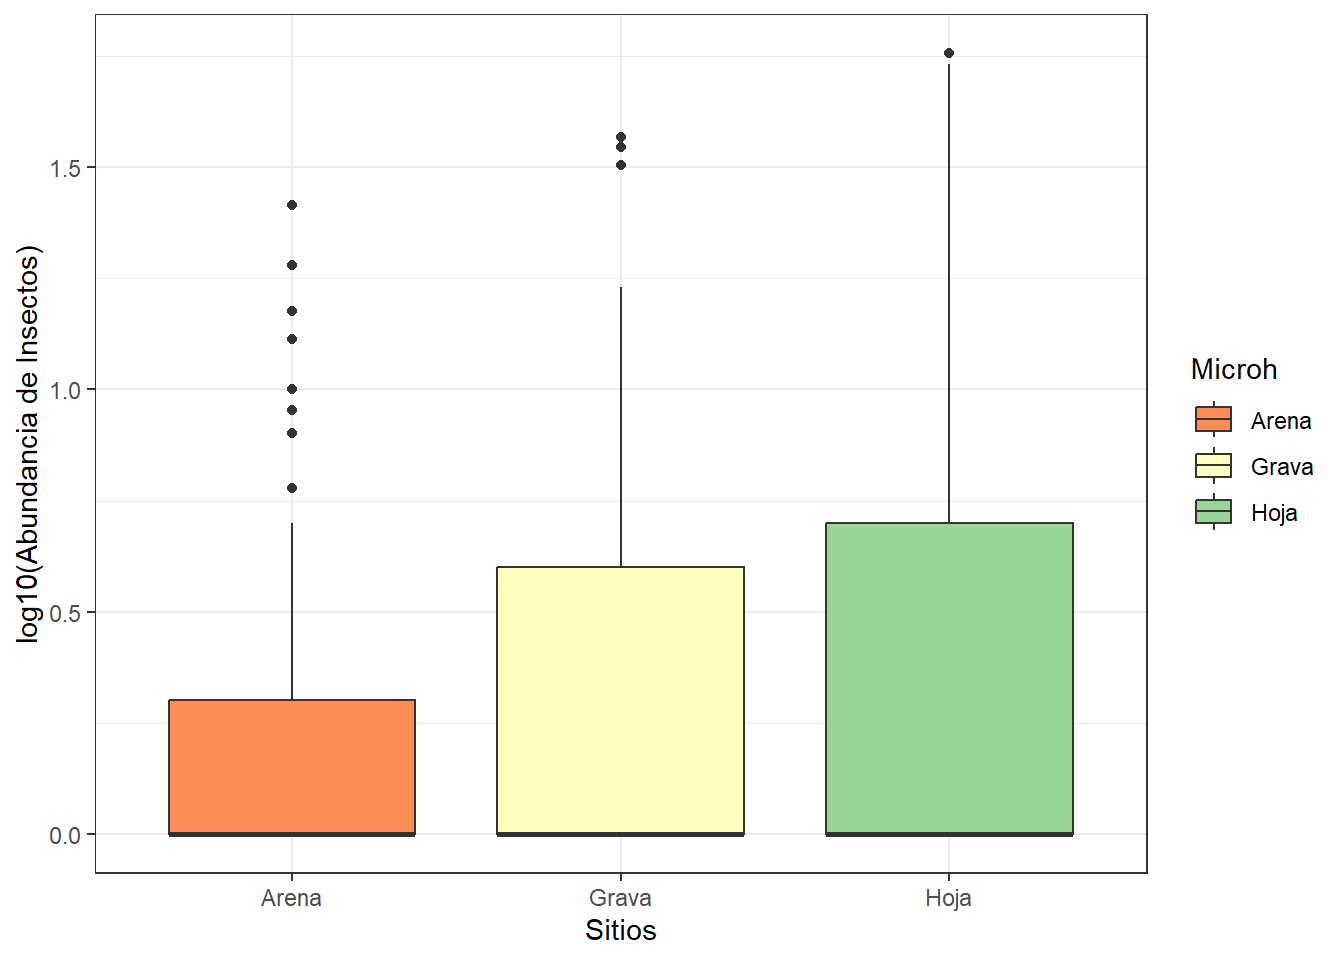 log10(Abundancia de Insectos)
1.5
1.0
0.5
0.0
Arena
Grava
Hoja
Sitios
Microh
Arena
Grava
Hoja